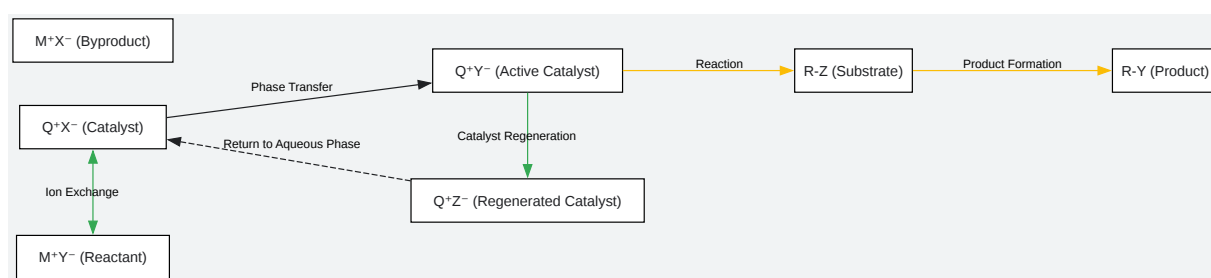 M⁺X⁻ (Byproduct)
Q⁺Y⁻ (Active Catalyst)
Reaction
R-Z (Substrate)
Product Formation
R-Y (Product)
Phase Transfer
Q⁺X⁻ (Catalyst)
Catalyst Regeneration
Return to Aqueous Phase
Ion Exchange
Q⁺Z⁻ (Regenerated Catalyst)
M⁺Y⁻ (Reactant)